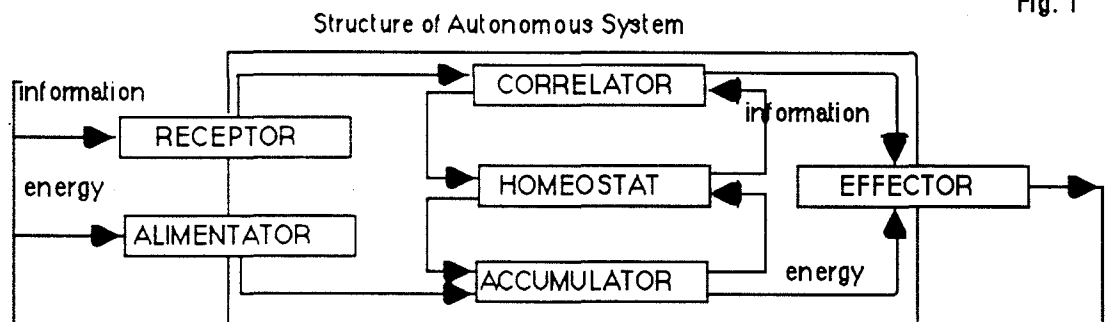 Fig. 1
Structure of Autonomous System
information
CORRELATOR
information
RECEPTOR
energy
HOMEOSTAT
EFFECTOR
ALIMENTATOR
ACCUMULATOR
energy